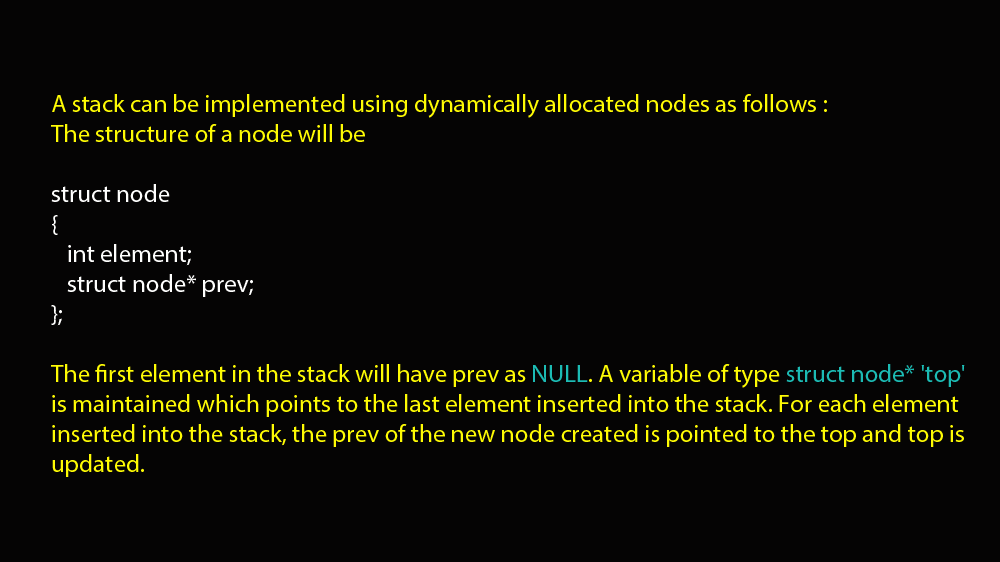 A stack can be implemented using dynamically allocated nodes as follows :
The structure of a node will be
struct node
{
int element;
struct node* prev;
};
The first element in the stack will have prev as NULL. A variable of type struct node* 'top'
is maintained which points to the last element inserted into the stack. For each element
inserted into the stack, the prev of the new node created is pointed to the top and top is
updated.